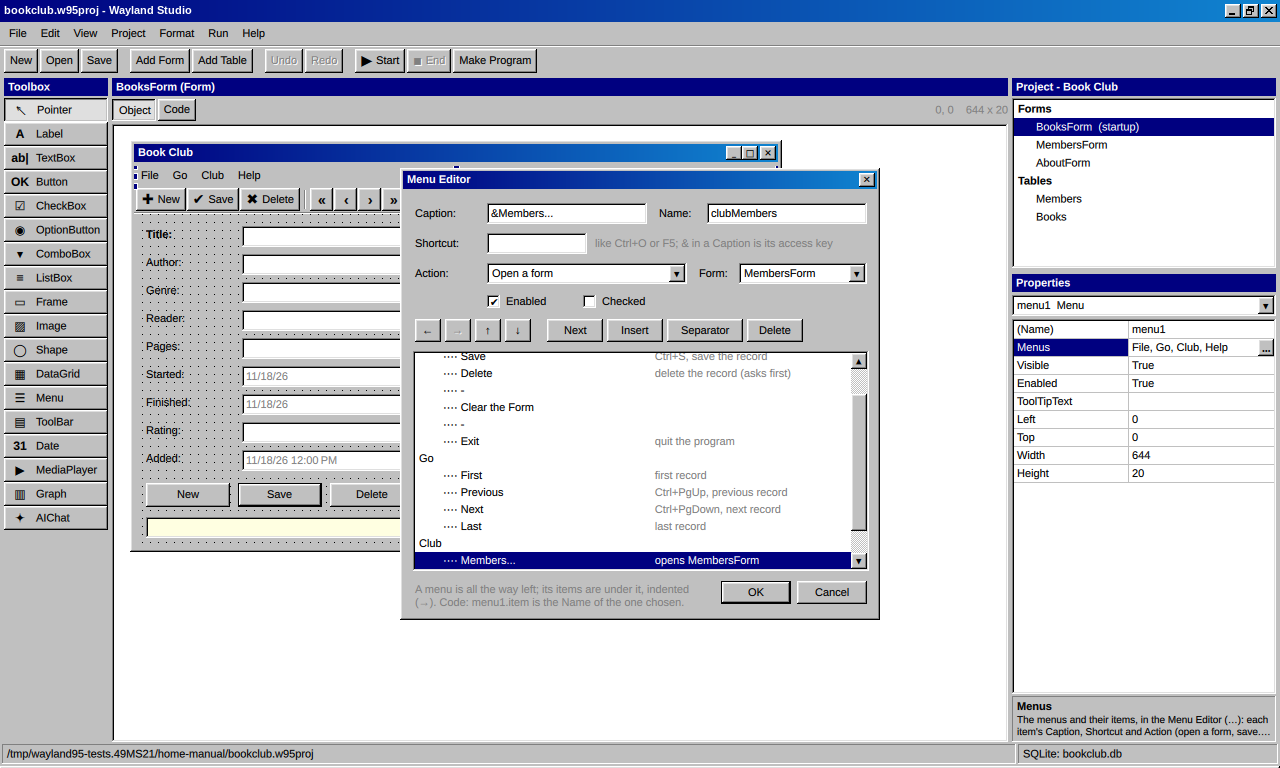 bookclub.w95proj - Wayland Studio
File Edit View Project Format Run Help
New Open Save Add Form Add Table Undo Redo Start End Make Program
Toolbox
Pointer
A Label
ab| TextBox
OK Button
CheckBox
OptionButton
ComboBox
ListBox
Frame
Image
Shape
DataGrid
Menu
ToolBar
31 Date
MediaPlayer
Graph
AIChat
BooksForm (Form)
Object Code 0, 0 644 x 20
Book Club
File Go Club Help
New Save Delete « ‹ › »
Title:
Author:
Genre:
Reader:
Pages:
Started: 11/18/26
Finished: 11/18/26
Rating:
Added: 11/18/26 12:00 PM
New Save Delete
Menu Editor
Caption: &Members... Name: clubMembers
Shortcut: like Ctrl+O or F5; & in a Caption is its access key
Action: Open a form Form: MembersForm
Enabled Checked
← → ↑ ↓ Next Insert Separator Delete
···· Save Ctrl+S, save the record
···· Delete delete the record (asks first)
···· -
···· Clear the Form
···· -
···· Exit quit the program
Go
···· First first record
···· Previous Ctrl+PgUp, previous record
···· Next Ctrl+PgDown, next record
···· Last last record
Club
···· Members... opens MembersForm
A menu is all the way left; its items are under it, indented
(→). Code: menu1.item is the Name of the one chosen.
OK Cancel
Project - Book Club
Forms
BooksForm (startup)
MembersForm
AboutForm
Tables
Members
Books
Properties
menu1 Menu
(Name) menu1
Menus File, Go, Club, Help ...
Visible True
Enabled True
ToolTipText
Left 0
Top 0
Width 644
Height 20
Menus
The menus and their items, in the Menu Editor (…): each
item's Caption, Shortcut and Action (open a form, save.…
/tmp/wayland95-tests.49MS21/home-manual/bookclub.w95proj
SQLite: bookclub.db